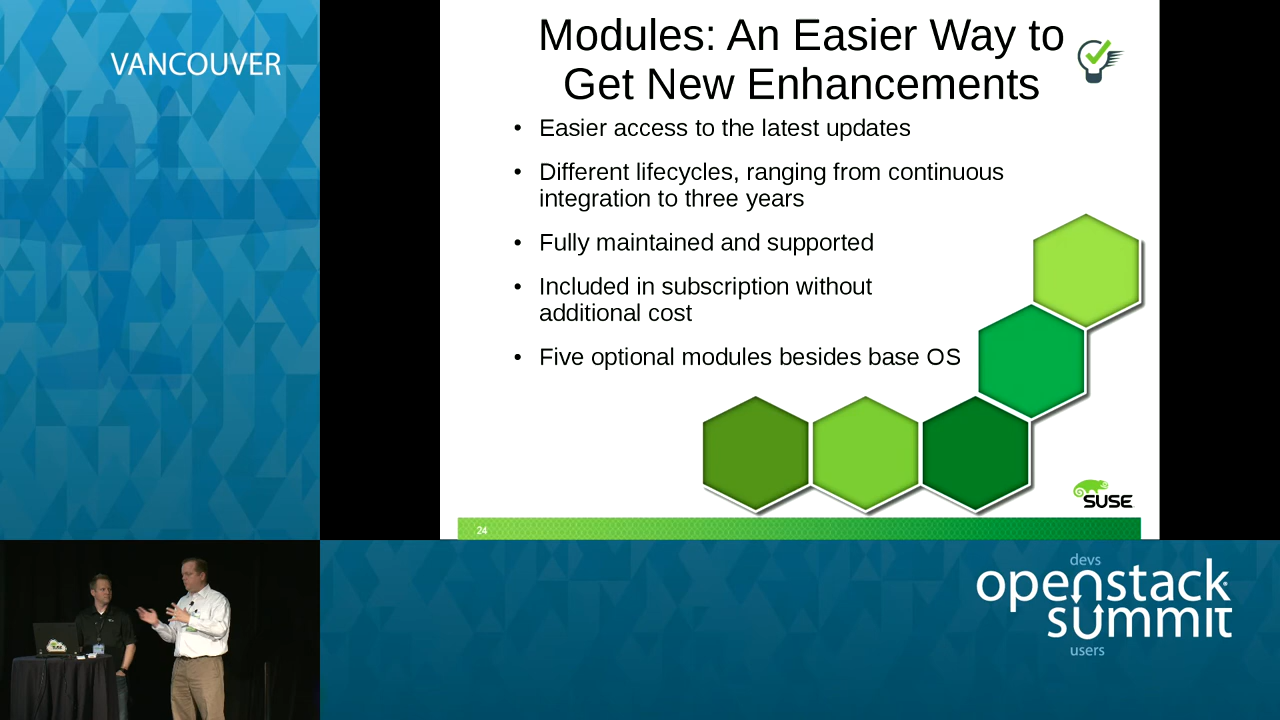 VANCOUVER
Modules: An Easier Way to
Get New Enhancements
• Easier access to the latest updates
• Different lifecycles, ranging from continuous
integration to three years
• Fully maintained and supported
• Included in subscription without
additional cost
• Five optional modules besides base OS
SUSE
24
SUSE
devs
openstack
summit
users